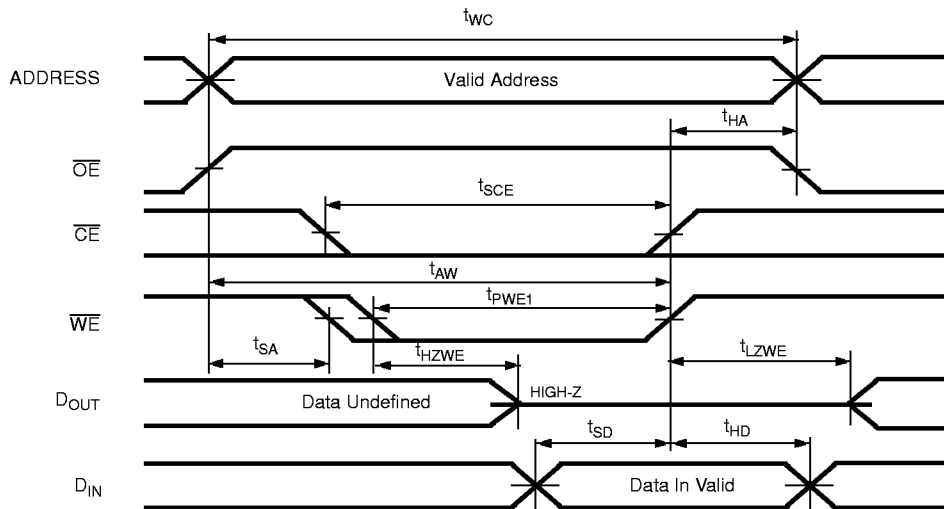 tWC
ADDRESS
Valid Address
tHA
OE
tSCE
CE
tAW
tPWE1
WE
tSA
tHZWE
tLZWE
DOUT
Data Undefined
HIGH-Z
tSD
tHD
DIN
Data In Valid